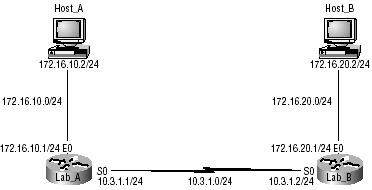 Host_A Host_B
172.16.10.2/24 172.16.20.2/24
172.16.10.0/24 172.16.20.0/24
172.16.10.1/24 E0 172.16.20.1/24 E0
Lab_A S0 S0 Lab_B
10.3.1.1/24 10.3.1.0/24 10.3.1.2/24